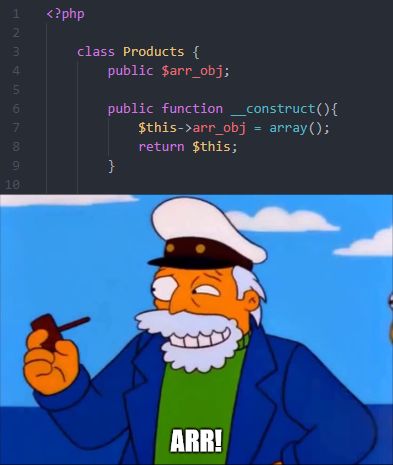 1 <?php
2
3 class Products {
4 public $arr_obj;
5
6 public function __construct(){
7 $this->arr_obj = array();
8 return $this;
9 }
10
ARR!